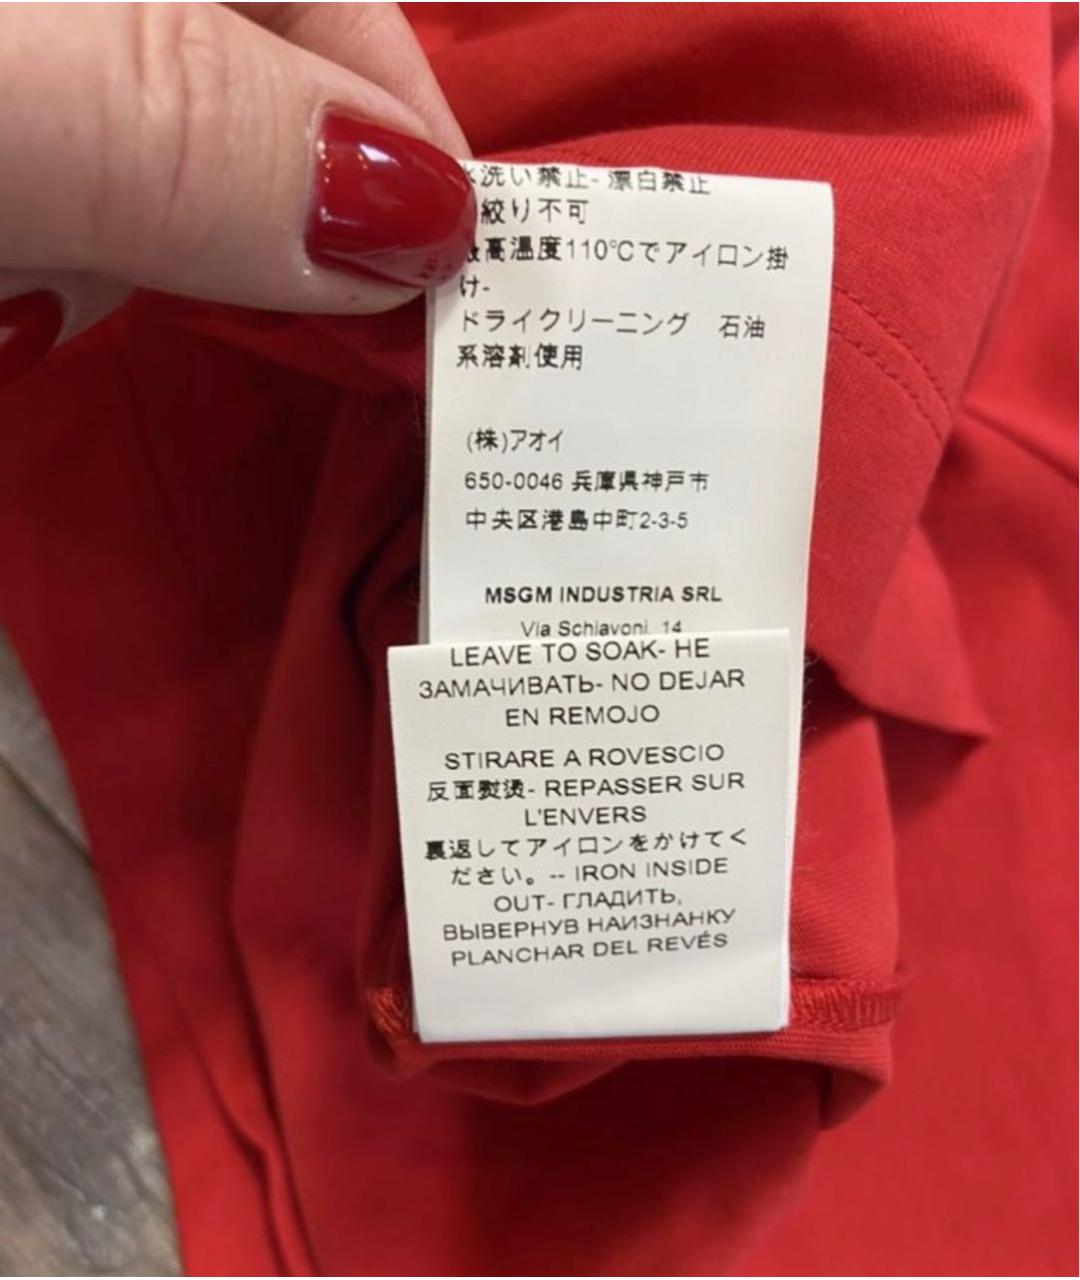 洗い禁止- 漂白禁止
絞り不可
高温度110℃でアイロン掛
け-
ドライクリーニング　石油
系溶剤使用
(株)アオイ
650-0046 兵庫県神戸市
中央区港島中町2-3-5
MSGM INDUSTRIA SRL
Via Schiavoni, 14
LEAVE TO SOAK- НЕ
ЗАМАЧИВАТЬ- NO DEJAR
EN REMOJO
STIRARE A ROVESCIO
反面熨烫- REPASSER SUR
L'ENVERS
裏返してアイロンをかけてく
ださい。-- IRON INSIDE
OUT- ГЛАДИТЬ,
ВЫВЕРНУВ НАИЗНАНКУ
PLANCHAR DEL REVÉS